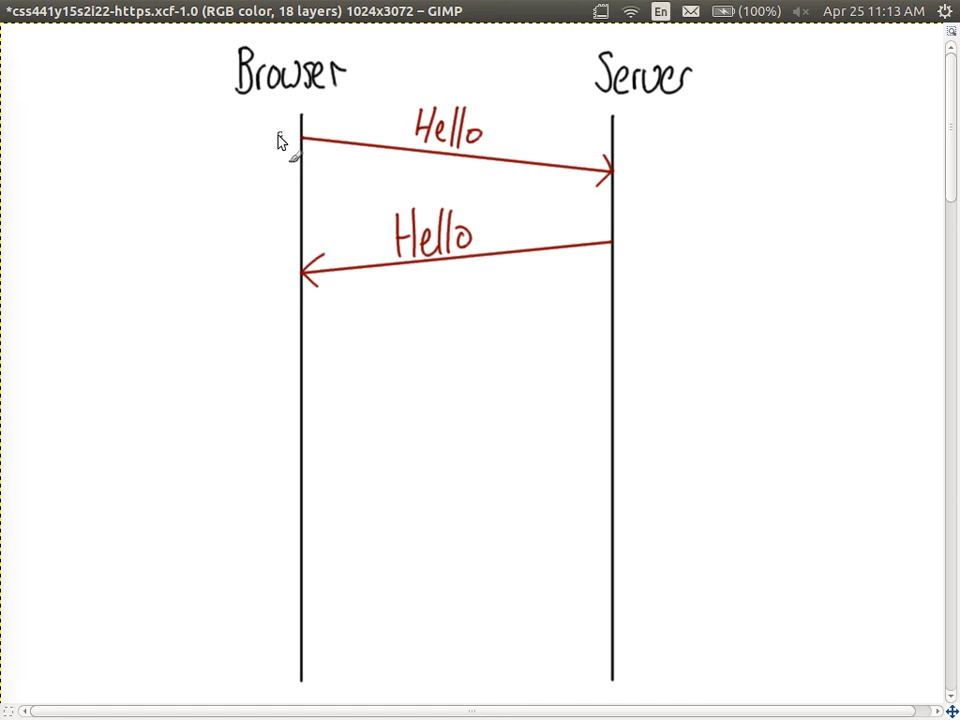 *css441y15s2i22-https.xcf-1.0 (RGB color, 18 layers) 1024x3072 – GIMP En (100%) Apr 25 11:13 AM
Browser Server
Hello
Hello